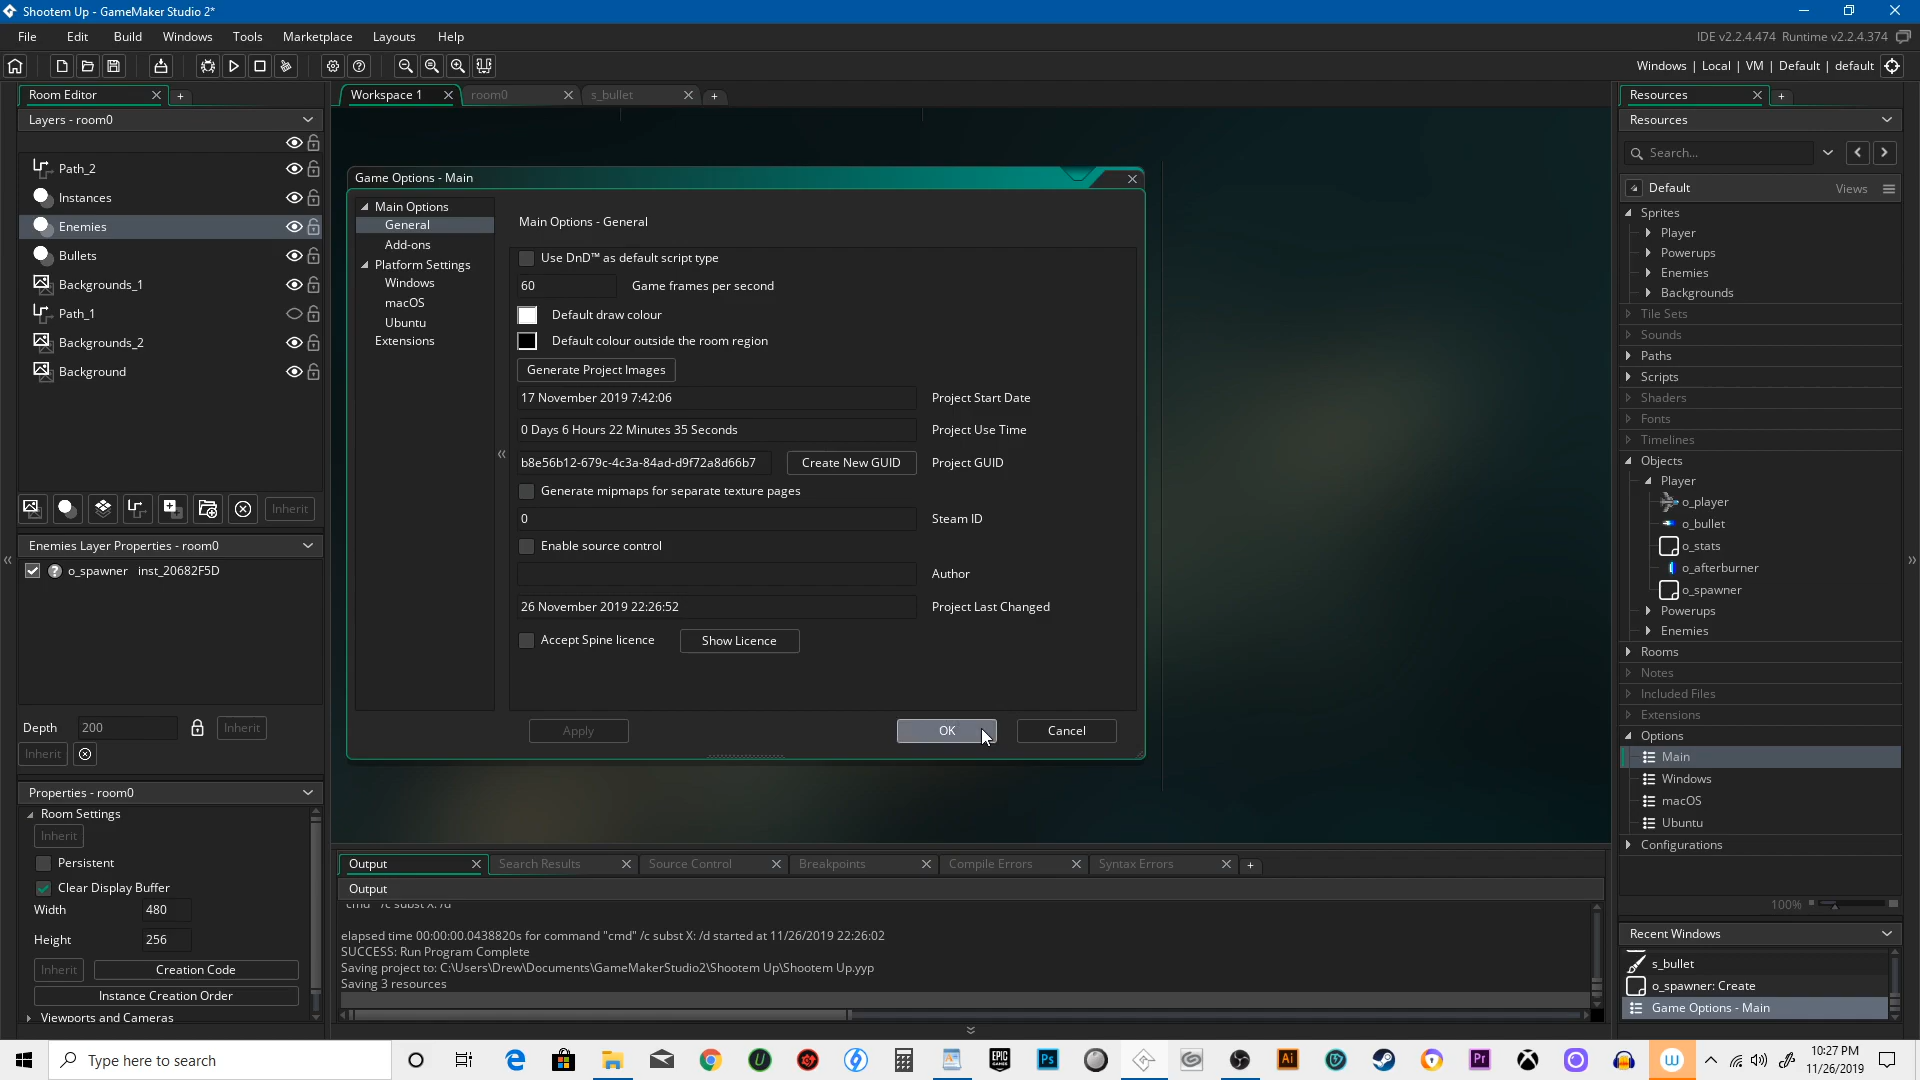 Shootem Up - GameMaker Studio 2*
File Edit Build Windows Tools Marketplace Layouts Help
IDE v2.2.4.474 Runtime v2.2.4.374
Windows | Local | VM | Default | default
Room Editor
Layers - room0
Path_2
Instances
Enemies
Bullets
Backgrounds_1
Path_1
Backgrounds_2
Background
Inherit
Enemies Layer Properties - room0
o_spawner inst_20682F5D
Depth 200 Inherit
Inherit
Properties - room0
Room Settings
Inherit
Persistent
Clear Display Buffer
Width 480
Height 256
Inherit Creation Code
Instance Creation Order
Viewports and Cameras
Workspace 1 room0 s_bullet
Game Options - Main
Main Options
General
Add-ons
Platform Settings
Windows
macOS
Ubuntu
Extensions
Main Options - General
Use DnD™ as default script type
60 Game frames per second
Default draw colour
Default colour outside the room region
Generate Project Images
17 November 2019 7:42:06 Project Start Date
0 Days 6 Hours 22 Minutes 35 Seconds Project Use Time
b8e56b12-679c-4c3a-84ad-d9f72a8d66b7 Create New GUID Project GUID
Generate mipmaps for separate texture pages
0 Steam ID
Enable source control
Author
26 November 2019 22:26:52 Project Last Changed
Accept Spine licence Show Licence
Apply OK Cancel
Output Search Results Source Control Breakpoints Compile Errors Syntax Errors
Output
"cmd" /c subst X: /d
elapsed time 00:00:00.0438820s for command "cmd" /c subst X: /d started at 11/26/2019 22:26:02
SUCCESS: Run Program Complete
Saving project to: C:\Users\Drew\Documents\GameMakerStudio2\Shootem Up\Shootem Up.yyp
Saving 3 resources
Resources
Resources
Search...
Default Views
Sprites
Player
Powerups
Enemies
Backgrounds
Tile Sets
Sounds
Paths
Scripts
Shaders
Fonts
Timelines
Objects
Player
o_player
o_bullet
o_stats
o_afterburner
o_spawner
Powerups
Enemies
Rooms
Notes
Included Files
Extensions
Options
Main
Windows
macOS
Ubuntu
Configurations
100%
Recent Windows
s_bullet
o_spawner: Create
Game Options - Main
Type here to search
EPIC GAMES
Ps
Ai
Pr
W
10:27 PM
11/26/2019